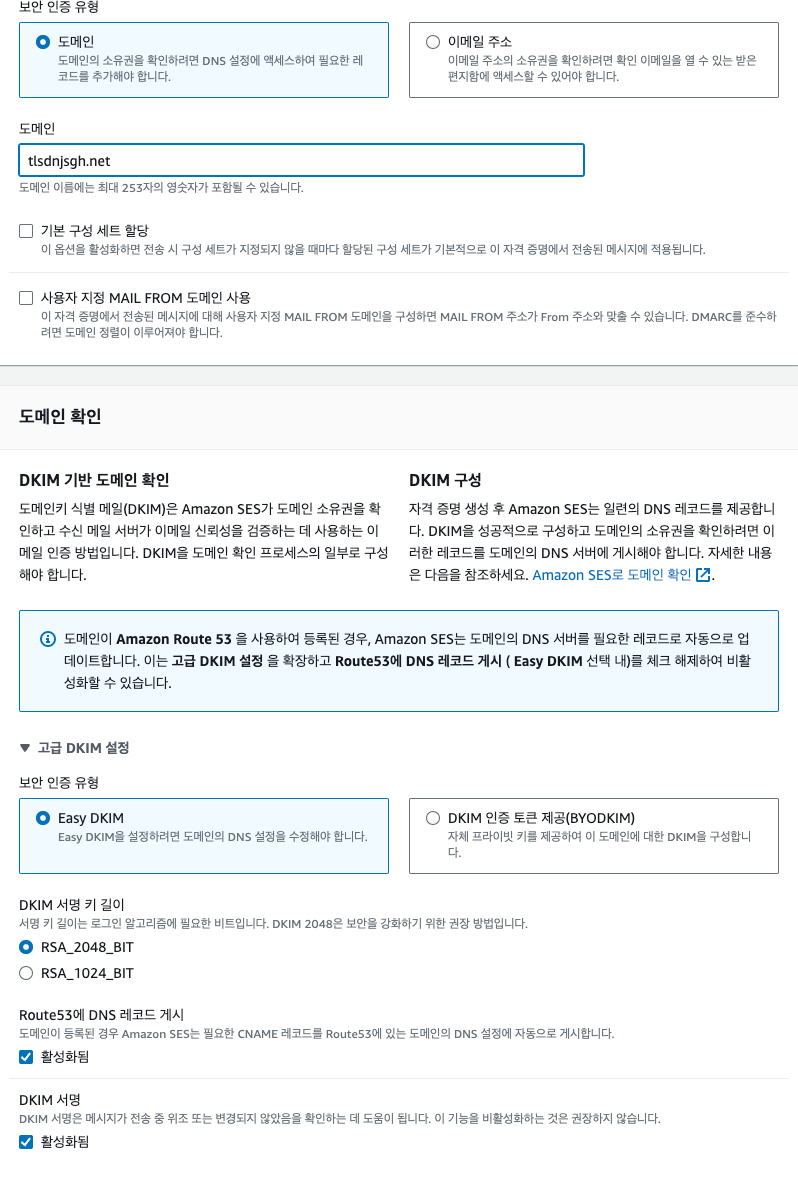 보안 인증 유형
도메인
도메인의 소유권을 확인하려면 DNS 설정에 액세스하여 필요한 레
코드를 추가해야 합니다.
이메일 주소
이메일 주소의 소유권을 확인하려면 확인 이메일을 열 수 있는 받은
편지함에 액세스할 수 있어야 합니다.
도메인
tlsdnjsgh.net
도메인 이름에는 최대 253자의 영숫자가 포함될 수 있습니다.
기본 구성 세트 할당
이 옵션을 활성화하면 전송 시 구성 세트가 지정되지 않을 때마다 할당된 구성 세트가 기본적으로 이 자격 증명에서 전송된 메시지에 적용됩니다.
사용자 지정 MAIL FROM 도메인 사용
이 자격 증명에서 전송된 메시지에 대해 사용자 지정 MAIL FROM 도메인을 구성하면 MAIL FROM 주소가 From 주소와 맞출 수 있습니다. DMARC를 준수하
려면 도메인 정렬이 이루어져야 합니다.
도메인 확인
DKIM 기반 도메인 확인
도메인키 식별 메일(DKIM)은 Amazon SES가 도메인 소유권을 확
인하고 수신 메일 서버가 이메일 신뢰성을 검증하는 데 사용하는 이
메일 인증 방법입니다. DKIM을 도메인 확인 프로세스의 일부로 구성
해야 합니다.
DKIM 구성
자격 증명 생성 후 Amazon SES는 일련의 DNS 레코드를 제공합니
다. DKIM을 성공적으로 구성하고 도메인의 소유권을 확인하려면 이
러한 레코드를 도메인의 DNS 서버에 게시해야 합니다. 자세한 내용
은 다음을 참조하세요. Amazon SES로 도메인 확인.
도메인이 Amazon Route 53 을 사용하여 등록된 경우, Amazon SES는 도메인의 DNS 서버를 필요한 레코드로 자동으로 업
데이트합니다. 이는 고급 DKIM 설정 을 확장하고 Route53에 DNS 레코드 게시 ( Easy DKIM 선택 내)를 체크 해제하여 비활
성화할 수 있습니다.
고급 DKIM 설정
보안 인증 유형
Easy DKIM
Easy DKIM을 설정하려면 도메인의 DNS 설정을 수정해야 합니다.
DKIM 인증 토큰 제공(BYODKIM)
자체 프라이빗 키를 제공하여 이 도메인에 대한 DKIM을 구성합니
다.
DKIM 서명 키 길이
서명 키 길이는 로그인 알고리즘에 필요한 비트입니다. DKIM 2048은 보안을 강화하기 위한 권장 방법입니다.
RSA_2048_BIT
RSA_1024_BIT
Route53에 DNS 레코드 게시
도메인이 등록된 경우 Amazon SES는 필요한 CNAME 레코드를 Route53에 있는 도메인의 DNS 설정에 자동으로 게시합니다.
활성화됨
DKIM 서명
DKIM 서명은 메시지가 전송 중 위조 또는 변경되지 않았음을 확인하는 데 도움이 됩니다. 이 기능을 비활성화하는 것은 권장하지 않습니다.
활성화됨